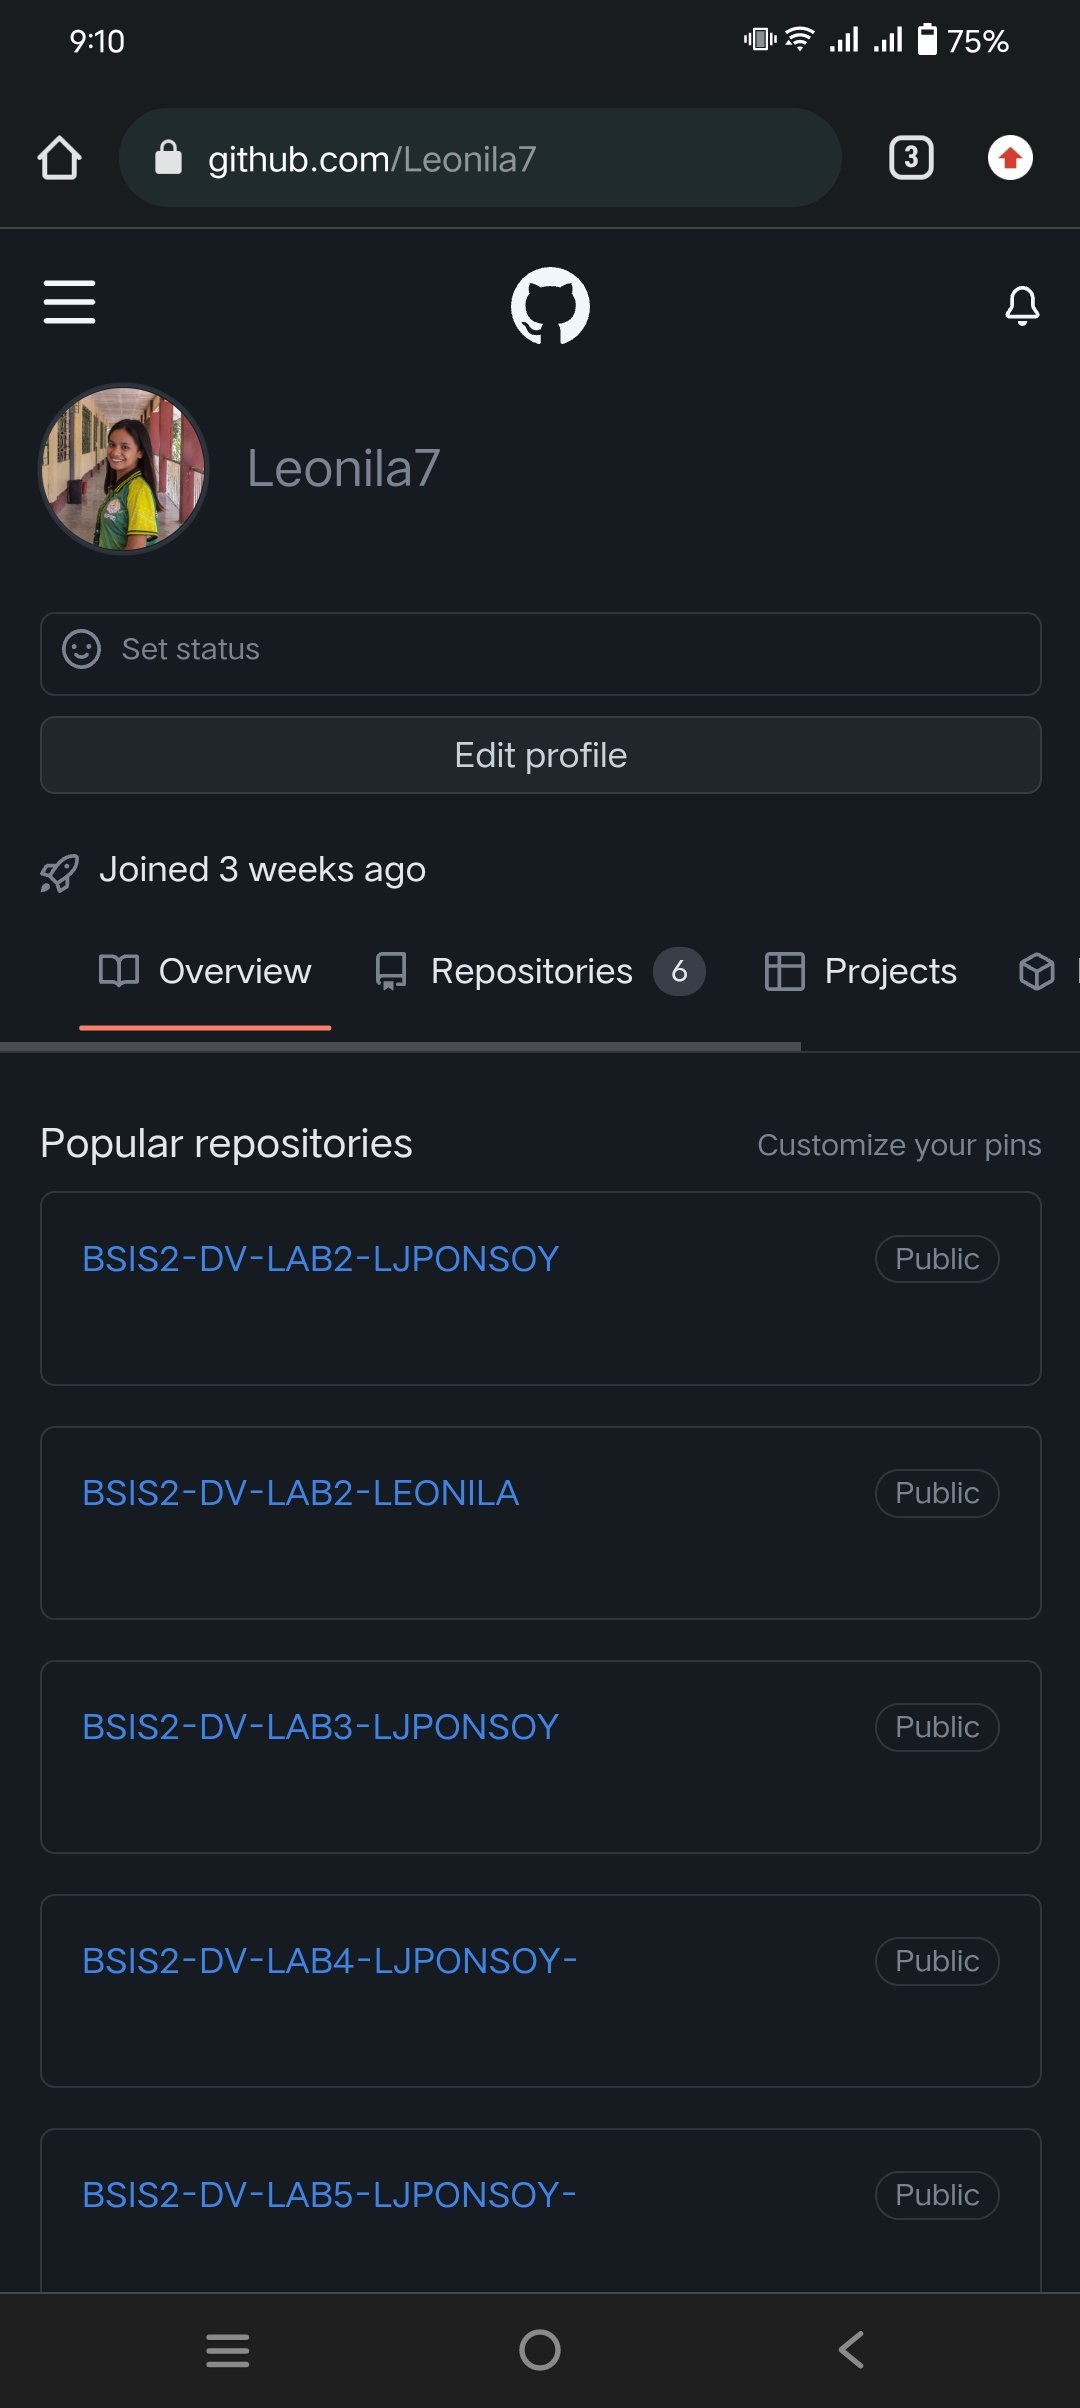 9:10 75%
github.com/Leonila7 3
Leonila7
Set status
Edit profile
Joined 3 weeks ago
Overview Repositories 6 Projects
Popular repositories Customize your pins
BSIS2-DV-LAB2-LJPONSOY Public
BSIS2-DV-LAB2-LEONILA Public
BSIS2-DV-LAB3-LJPONSOY Public
BSIS2-DV-LAB4-LJPONSOY- Public
BSIS2-DV-LAB5-LJPONSOY- Public